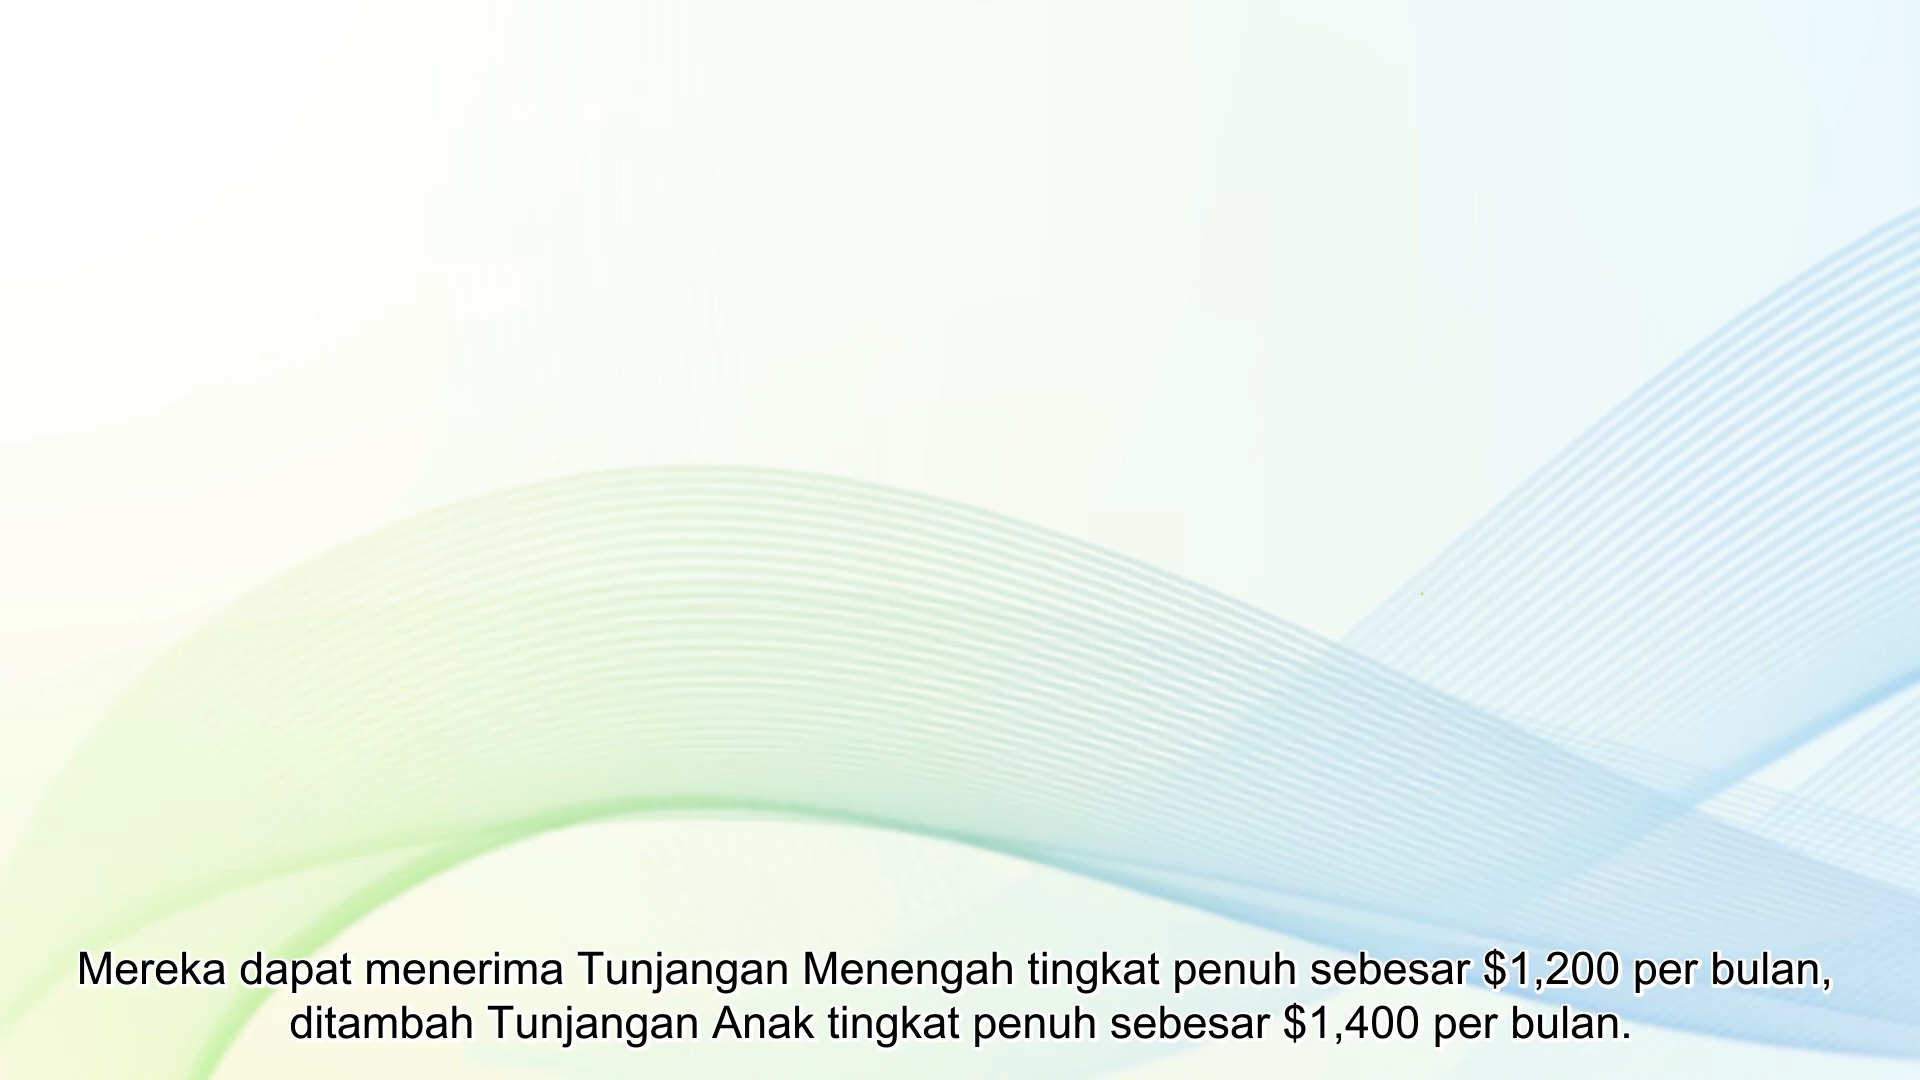 Mereka dapat menerima Tunjangan Menengah tingkat penuh sebesar $1,200 per bulan,
ditambah Tunjangan Anak tingkat penuh sebesar $1,400 per bulan.